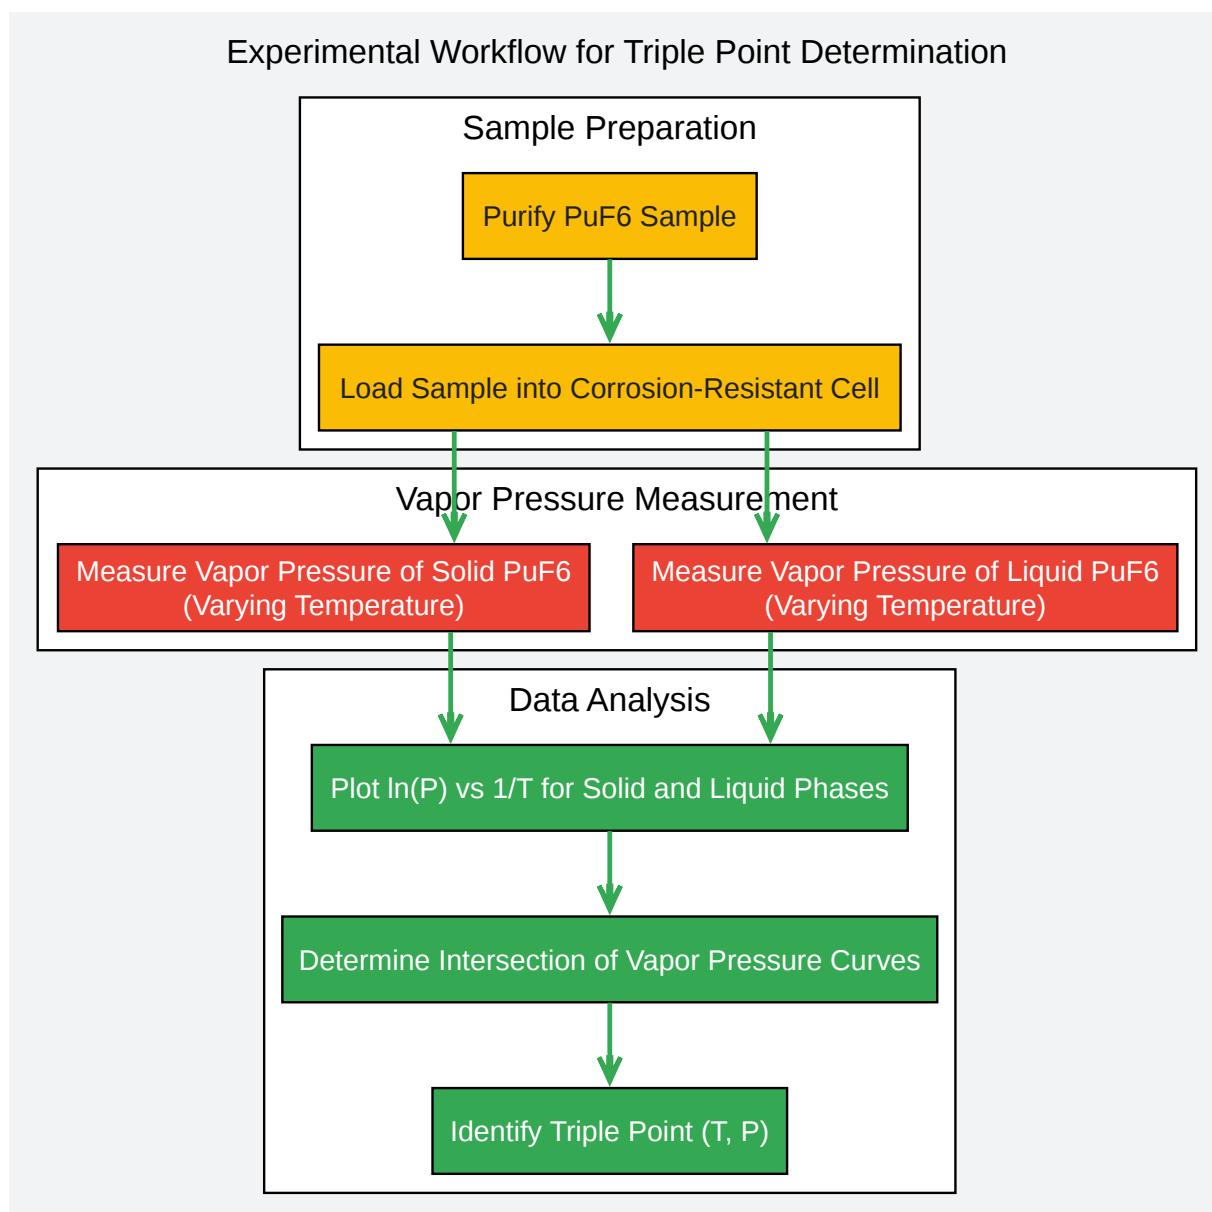 Experimental Workflow for Triple Point Determination
Sample Preparation
Purify PuF6 Sample
Load Sample into Corrosion-Resistant Cell
Vapor Pressure Measurement
Measure Vapor Pressure of Solid PuF6
(Varying Temperature)
Measure Vapor Pressure of Liquid PuF6
(Varying Temperature)
Data Analysis
Plot ln(P) vs 1/T for Solid and Liquid Phases
Determine Intersection of Vapor Pressure Curves
Identify Triple Point (T, P)